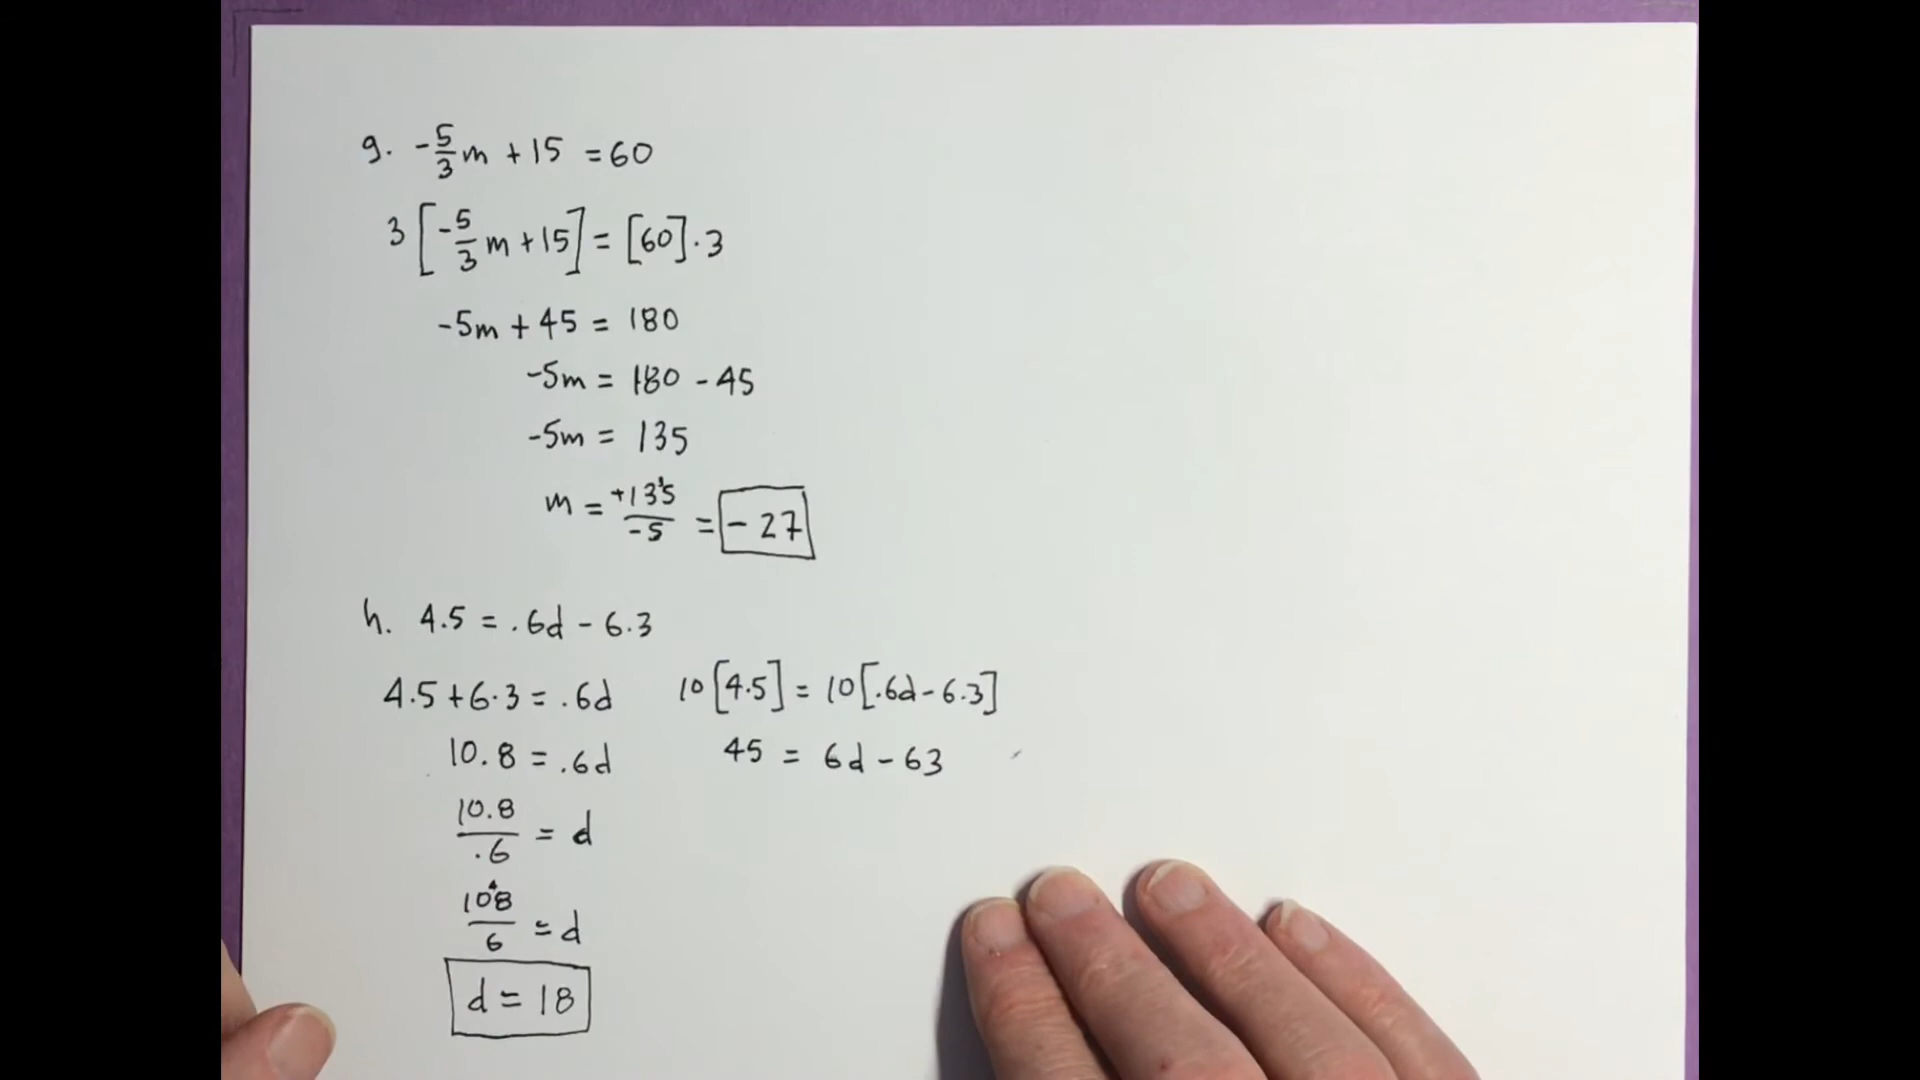 g. -5/3m + 15 = 60
3[-5/3m + 15] = [60]·3
-5m + 45 = 180
-5m = 180 - 45
-5m = 135
m = +135/-5 = -27
h. 4.5 = .6d - 6.3
4.5 + 6.3 = .6d
10.8 = .6d
10.8/.6 = d
108/6 = d
d = 18
10[4.5] = 10[.6d - 6.3]
45 = 6d - 63